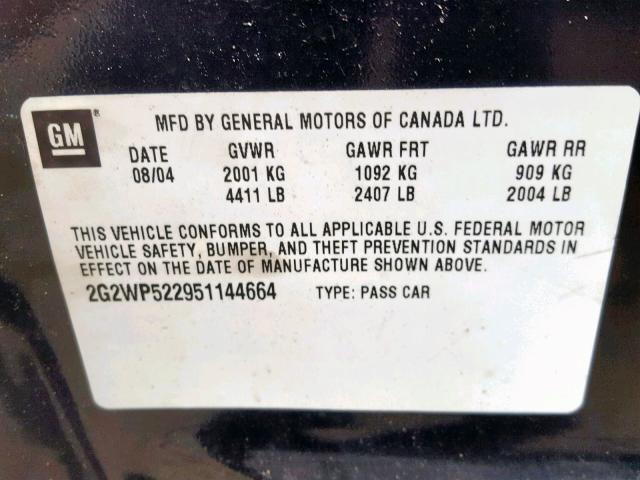 GM ®
MFD BY GENERAL MOTORS OF CANADA LTD.
DATE GVWR GAWR FRT GAWR RR
08/04 2001 KG 1092 KG 909 KG
4411 LB 2407 LB 2004 LB
THIS VEHICLE CONFORMS TO ALL APPLICABLE U.S. FEDERAL MOTOR
VEHICLE SAFETY, BUMPER, AND THEFT PREVENTION STANDARDS IN
EFFECT ON THE DATE OF MANUFACTURE SHOWN ABOVE.
2G2WP522951144664 TYPE: PASS CAR